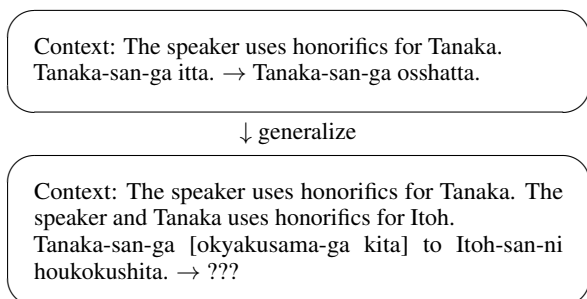 Context: The speaker uses honorifics for Tanaka.
Tanaka-san-ga itta. → Tanaka-san-ga osshatta.
↓ generalize
Context: The speaker uses honorifics for Tanaka. The
speaker and Tanaka uses honorifics for Itoh.
Tanaka-san-ga [okyakusama-ga kita] to Itoh-san-ni
houkokushita. → ???